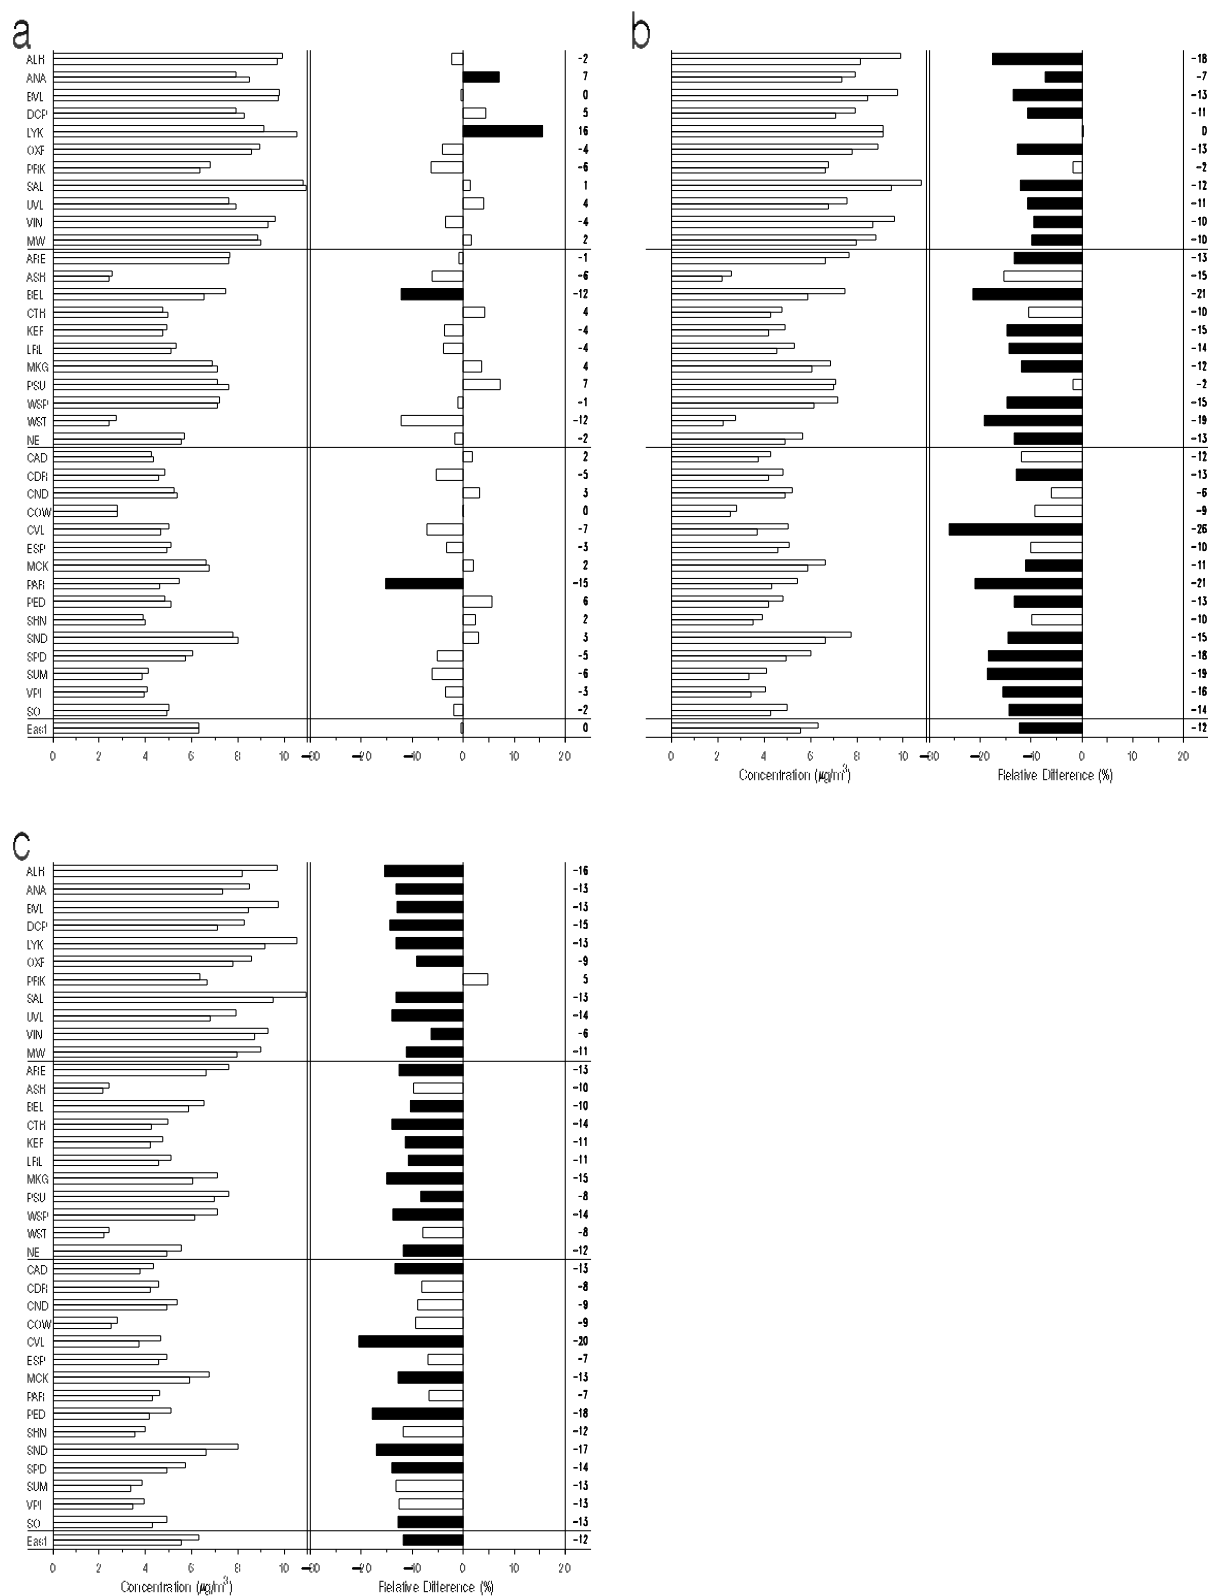 a
ALH -2
ANA 7
BVL 0
DCP 5
LYK 16
OXF -4
PRK -6
SAL 1
UVL 4
VIN -4
MW 2
ARE -1
ASH -6
BEL -12
CTH 4
KEF -4
LRL -4
MKG 4
PSU 7
WSP -1
WST -12
NE -2
CAD 2
CDR -5
CND 3
COW 0
CVL -7
ESP -3
MCK 2
PAR -15
PED 6
SHN 2
SND 3
SPD -5
SUM -6
VPI -3
SO -2
East 0
0 2 4 6 8 10 -30 -20 -10 0 10 20
b
-18
-7
-13
-11
0
-13
-2
-12
-11
-10
-10
-13
-15
-21
-10
-15
-14
-12
-2
-15
-19
-13
-12
-13
-6
-9
-26
-10
-11
-21
-13
-10
-15
-18
-19
-16
-14
-12
0 2 4 6 8 10 -30 -20 -10 0 10 20
Concentration (μg/m³) Relative Difference (%)
c
ALH -16
ANA -13
BVL -13
DCP -15
LYK -13
OXF -9
PRK 5
SAL -13
UVL -14
VIN -6
MW -11
ARE -13
ASH -10
BEL -10
CTH -14
KEF -11
LRL -11
MKG -15
PSU -8
WSP -14
WST -8
NE -12
CAD -13
CDR -8
CND -9
COW -9
CVL -20
ESP -7
MCK -13
PAR -7
PED -18
SHN -12
SND -17
SPD -14
SUM -13
VPI -13
SO -13
East -12
0 2 4 6 8 10 -30 -20 -10 0 10 20
Concentration (μg/m³) Relative Difference (%)